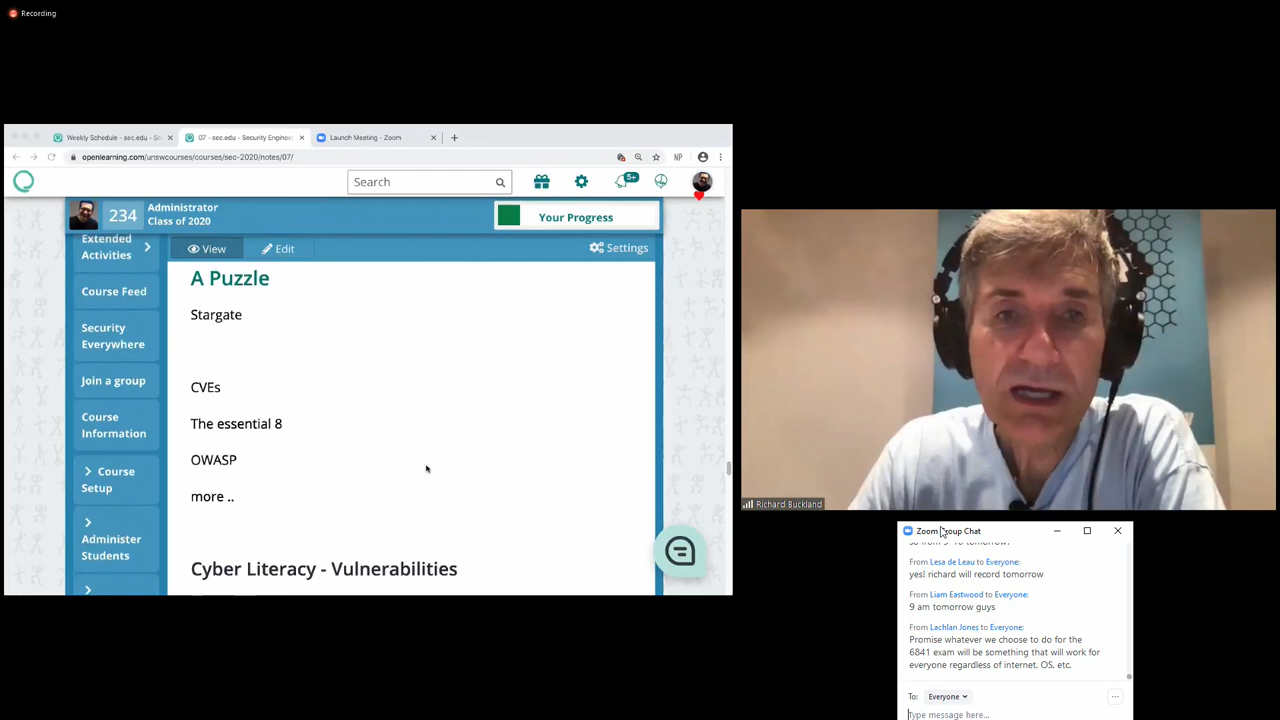 Recording
Weekly Schedule - sec.edu - Se
07 - sec.edu - Security Enginee
Launch Meeting - Zoom
openlearning.com/unswcourses/courses/sec-2020/notes/07/
NP
Search
5+
234
Administrator
Class of 2020
Your Progress
Extended
Activities
Course Feed
Security
Everywhere
Join a group
Course
Information
Course
Setup
Administer
Students
View
Edit
Settings
A Puzzle
Stargate
CVEs
The essential 8
OWASP
more ..
Cyber Literacy - Vulnerabilities
Richard Buckland
Zoom Group Chat
From Lesa de Leau to Everyone:
yes! richard will record tomorrow
From Liam Eastwood to Everyone:
9 am tomorrow guys
From Lachlan Jones to Everyone:
Promise whatever we choose to do for the
6841 exam will be something that will work for
everyone regardless of internet, OS, etc.
To: Everyone
Type message here...